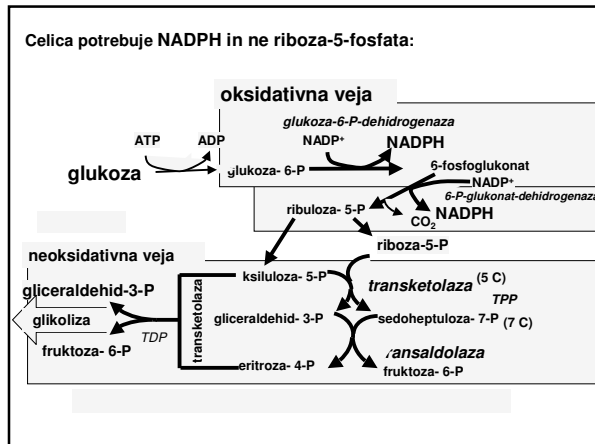 Celica potrebuje NADPH in ne riboza-5-fosfata:
oksidativna veja
glukoza-6-P-dehidrogenaza
ATP
ADP
NADP+
NADPH
glukoza
glukoza- 6-P
6-fosfoglukonat
NADP+
6-P-glukonat-dehidrogenaza
ribuloza- 5-P
CO2
NADPH
riboza-5-P
neoksidativna veja
ksiluloza- 5-P
transketolaza
(5 C)
gliceraldehid-3-P
TPP
transketolaza
glikoliza
gliceraldehid- 3-P
sedoheptuloza- 7-P
(7 C)
TDP
fruktoza- 6-P
ransaldolaza
eritroza- 4-P
fruktoza- 6-P